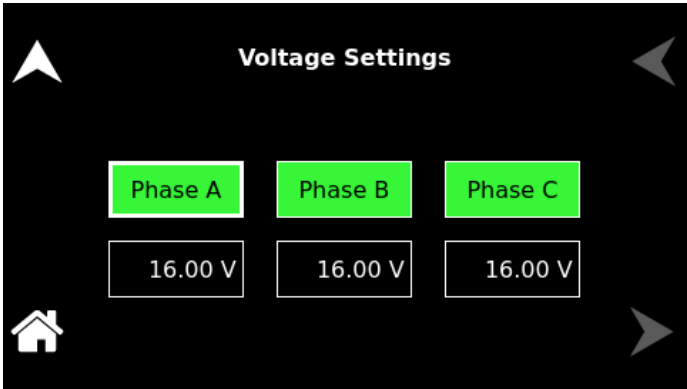 Voltage Settings
Phase A Phase B Phase C
16.00 V 16.00 V 16.00 V